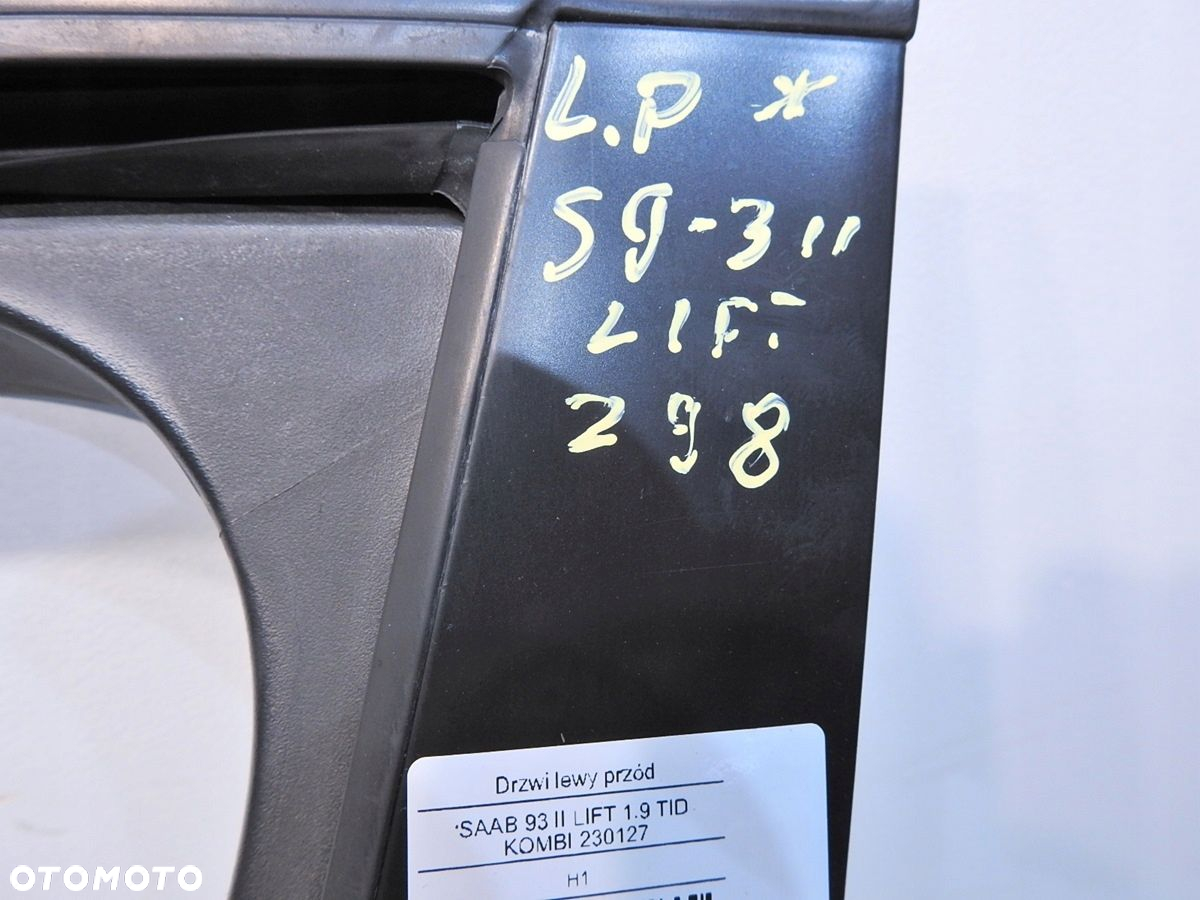 L.P *
S9-3 II
LIFT
298
Drzwi lewy przód
SAAB 93 II LIFT 1.9 TID
KOMBI 230127
H1
OTOMOTO